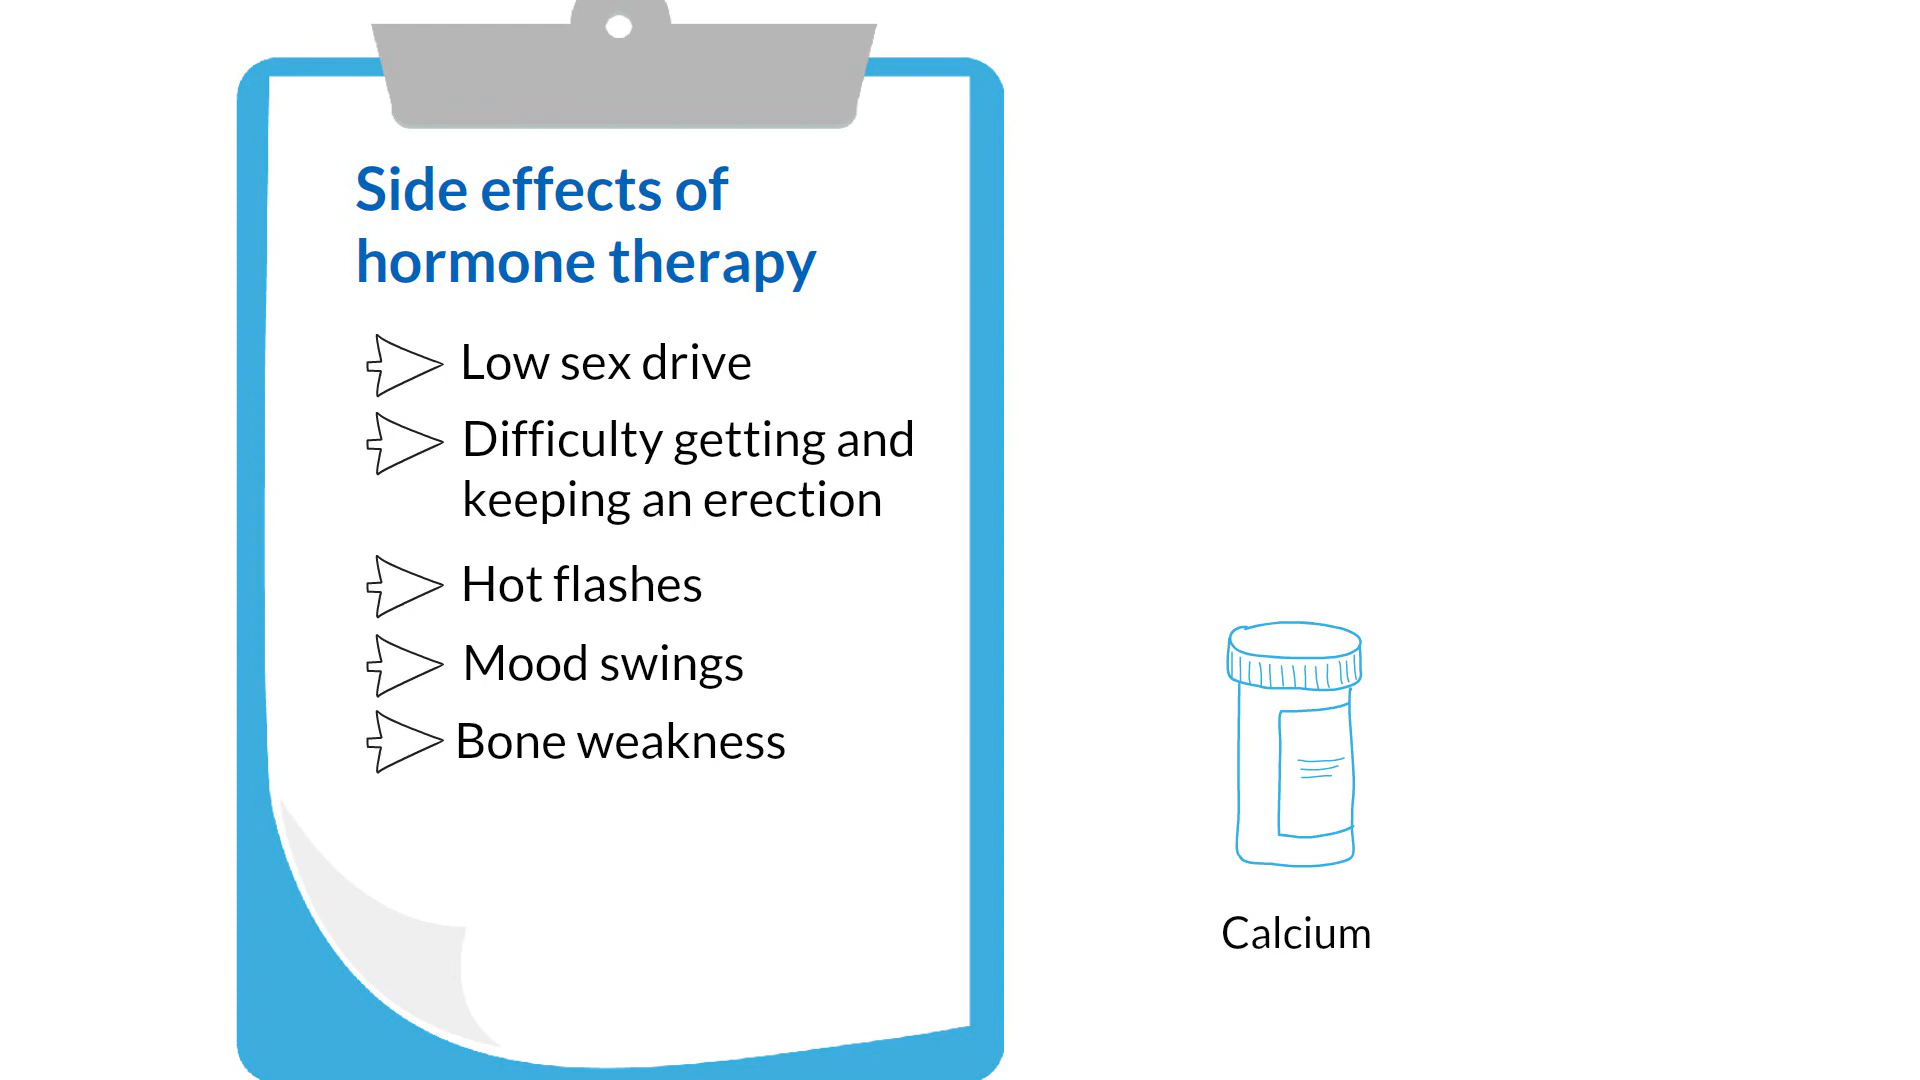 Side effects of
hormone therapy
Low sex drive
Difficulty getting and
keeping an erection
Hot flashes
Mood swings
Bone weakness
Calcium